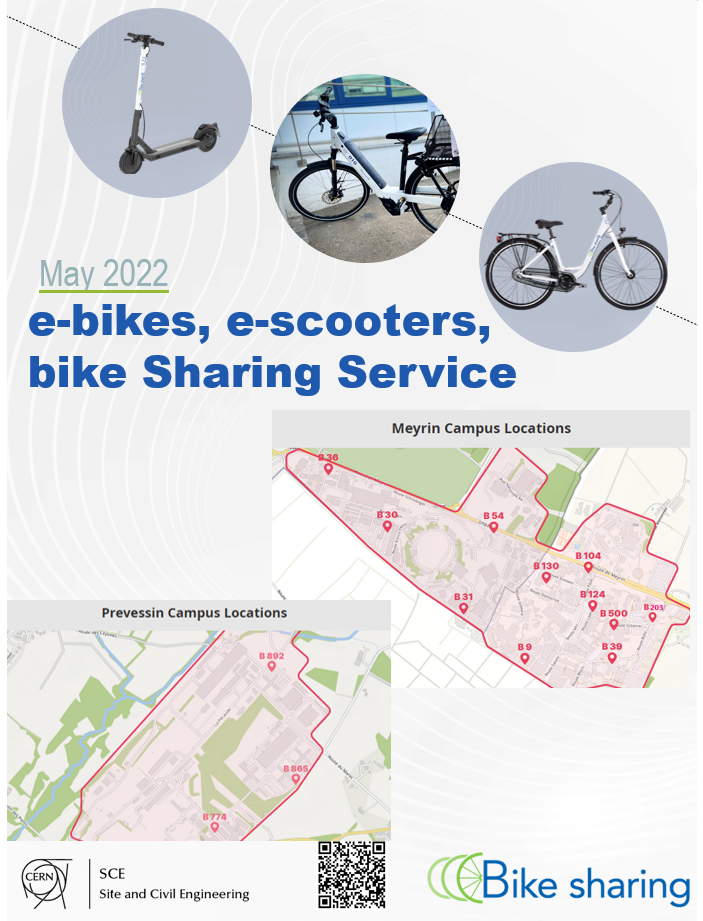 May 2022
e-bikes, e-scooters,
bike Sharing Service
Meyrin Campus Locations
B 36
B 30
B 54
B 104
B 130
B 31
B 124
B 500
B 203
B 9
B 39
Prevessin Campus Locations
B 892
B 865
B 774
CERN
SCE
Site and Civil Engineering
Bike sharing